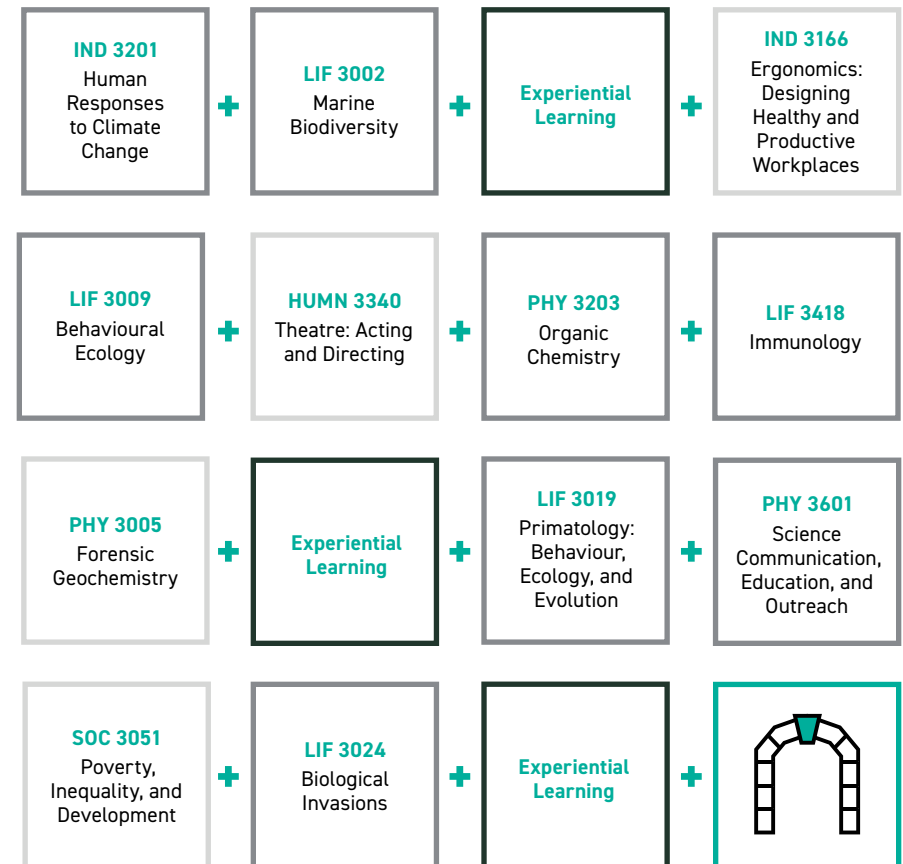 IND 3201
Human
Responses
to Climate
Change
LIF 3002
Marine
Biodiversity
Experiential
Learning
IND 3166
Ergonomics:
Designing
Healthy and
Productive
Workplaces
LIF 3009
Behavioural
Ecology
HUMN 3340
Theatre: Acting
and Directing
PHY 3203
Organic
Chemistry
LIF 3418
Immunology
PHY 3005
Forensic
Geochemistry
Experiential
Learning
LIF 3019
Primatology:
Behaviour,
Ecology, and
Evolution
PHY 3601
Science
Communication,
Education, and
Outreach
SOC 3051
Poverty,
Inequality, and
Development
LIF 3024
Biological
Invasions
Experiential
Learning